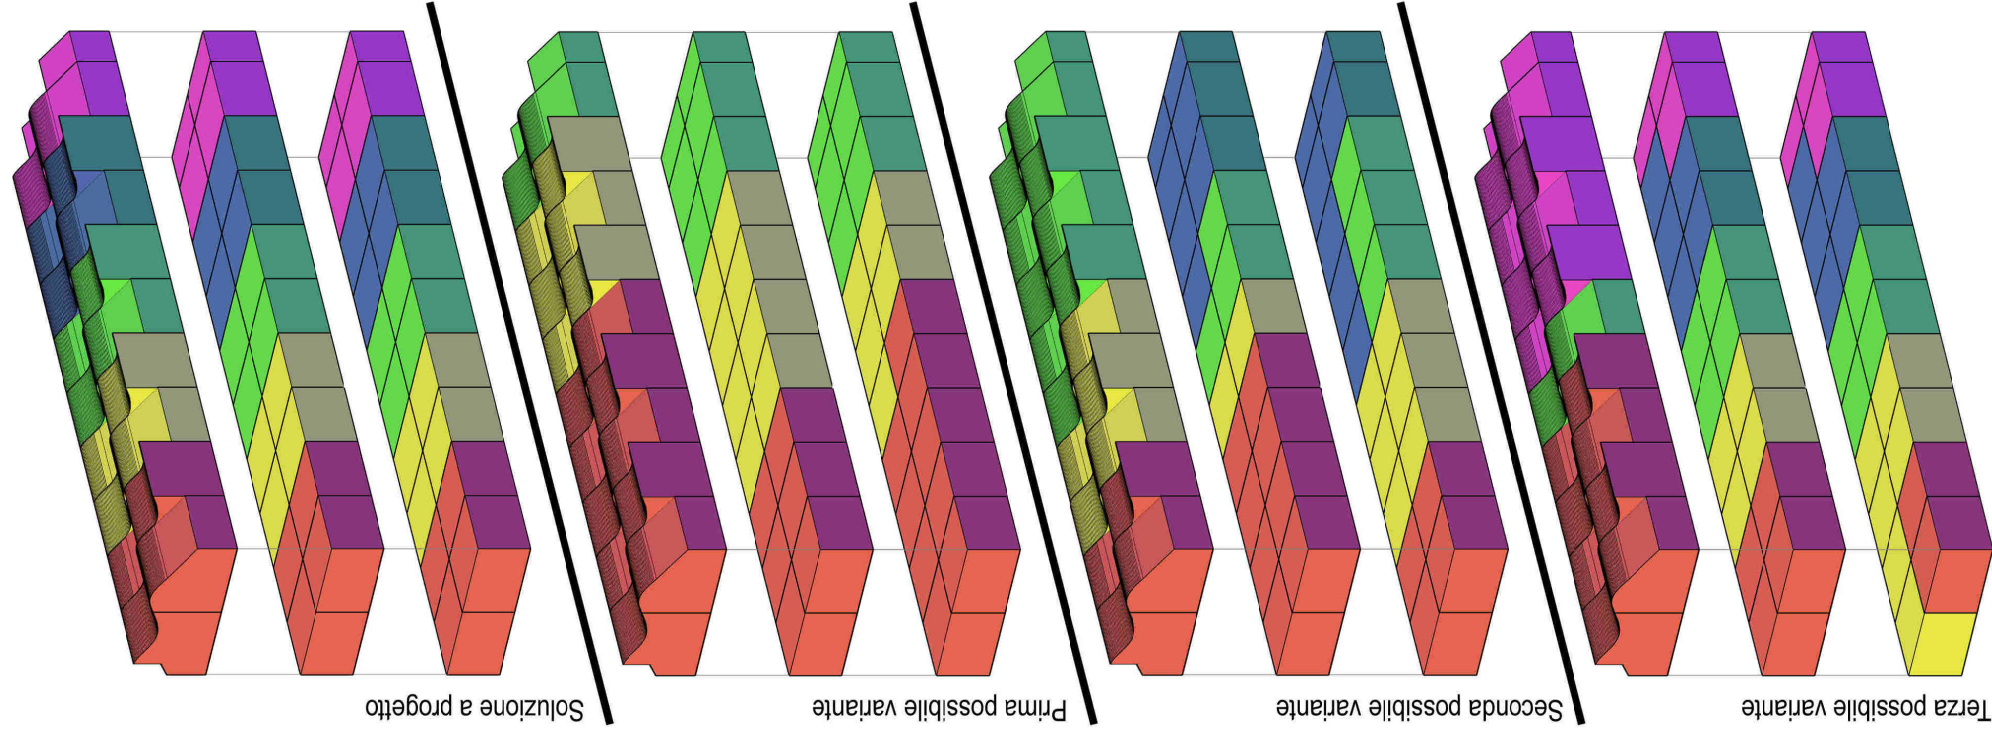 Soluzione a progetto
Prima possibile variante
Seconda possibile variante
Terza possibile variante